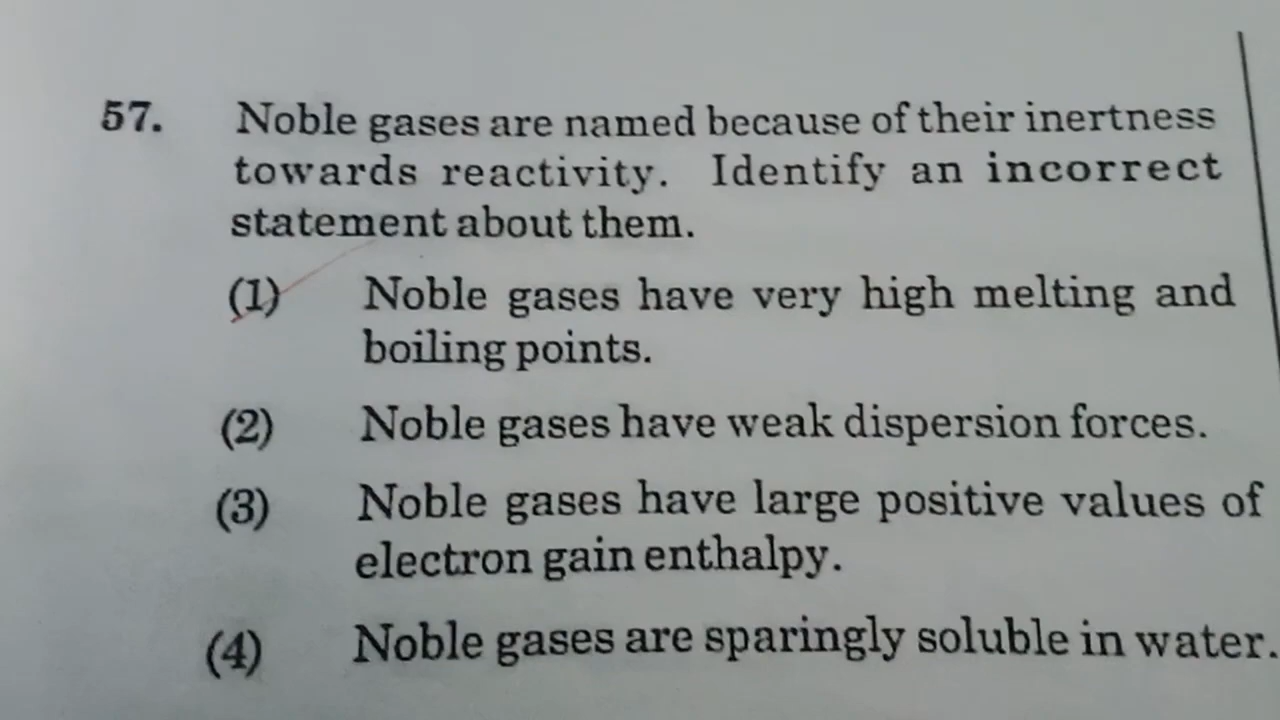 57. Noble gases are named because of their inertness
towards reactivity. Identify an incorrect
statement about them.
(1) Noble gases have very high melting and
boiling points.
(2) Noble gases have weak dispersion forces.
(3) Noble gases have large positive values of
electron gain enthalpy.
(4) Noble gases are sparingly soluble in water.